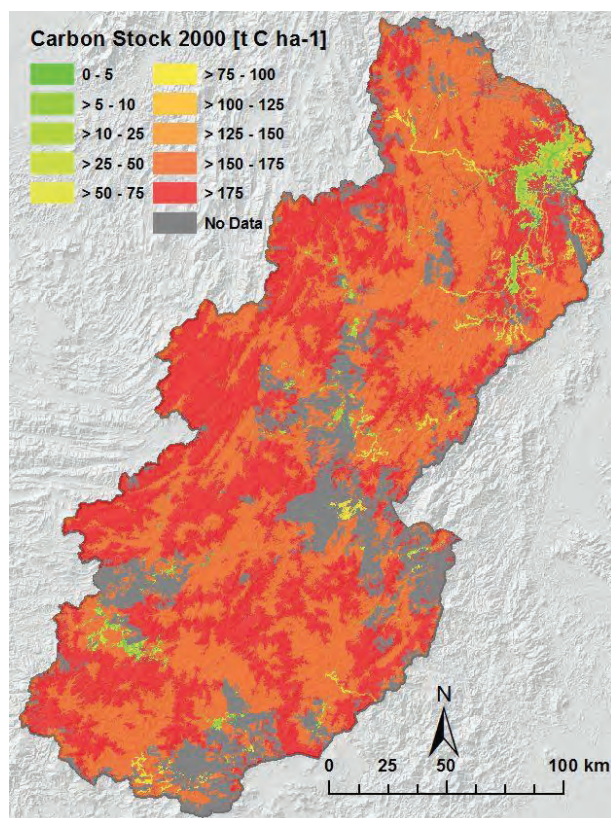 Carbon Stock 2000 [t C ha-1]
0 - 5
> 5 - 10
> 10 - 25
> 25 - 50
> 50 - 75
> 75 - 100
> 100 - 125
> 125 - 150
> 150 - 175
> 175
No Data
N
0 25 50 100 km